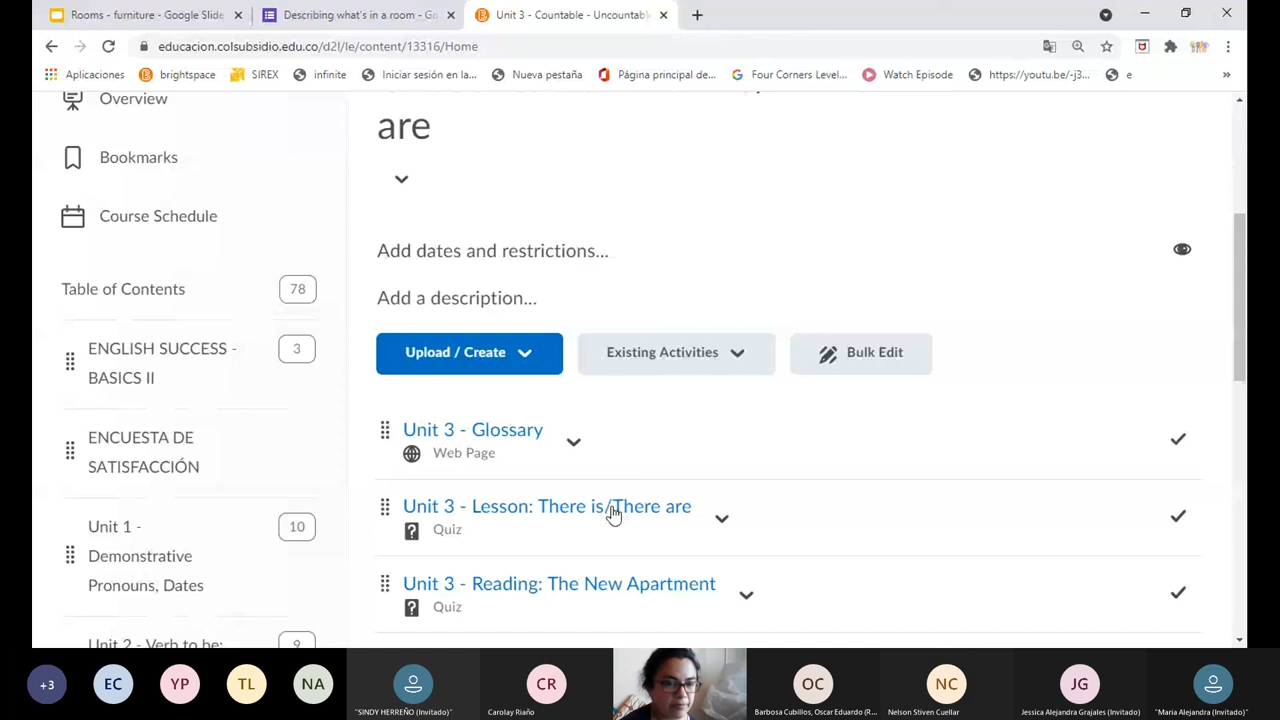 Rooms - furniture - Google Slide
Describing what's in a room - Go
Unit 3 - Countable - Uncountabl
educacion.colsubsidio.edu.co/d2l/le/content/13316/Home
Aplicaciones
brightspace
SIREX
infinite
Iniciar sesión en la...
Nueva pestaña
Página principal de...
Four Corners Level...
Watch Episode
https://youtu.be/-j3...
e
»
Overview
Bookmarks
Course Schedule
Table of Contents
78
ENGLISH SUCCESS -
BASICS II
3
ENCUESTA DE
SATISFACCIÓN
Unit 1 -
Demonstrative
Pronouns, Dates
10
Unit 2 - Verb to be:
9
are
Add dates and restrictions...
Add a description...
Upload / Create
Existing Activities
Bulk Edit
Unit 3 - Glossary
Web Page
Unit 3 - Lesson: There is/There are
Quiz
Unit 3 - Reading: The New Apartment
Quiz
+3
EC
YP
TL
NA
"SINDY HERREÑO (Invitado)"
CR
Carolay Riaño
OC
Barbosa Cubillos, Oscar Eduardo (R...
NC
Nelson Stiven Cuellar
JG
Jessica Alejandra Grajales (Invitado)
"Maria Alejandra (Invitado)"